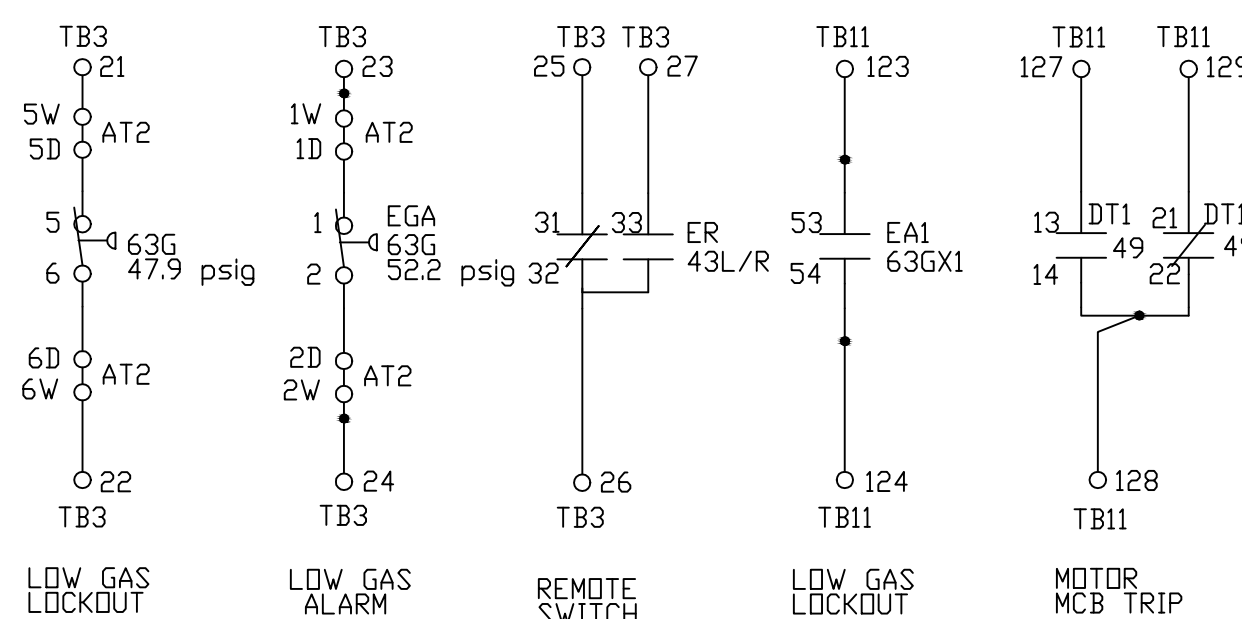 TB3
21
5W
AT2
5D
5
63G
47.9 psig
6
6D
AT2
6W
22
TB3
LOW GAS
LOCKOUT
TB3
23
1W
AT2
1D
1
EGA
63G
52.2 psig
2
2D
AT2
2W
24
TB3
LOW GAS
ALARM
TB3 TB3
25 27
31 33
ER
43L/R
32
26
TB3
REMOTE
SWITCH
TB11
123
53
EA1
63GX1
54
124
TB11
LOW GAS
LOCKOUT
TB11 TB11
127 129
13 DT1 21 DT1
49
14 22
128
TB11
MOTOR
MCB TRIP